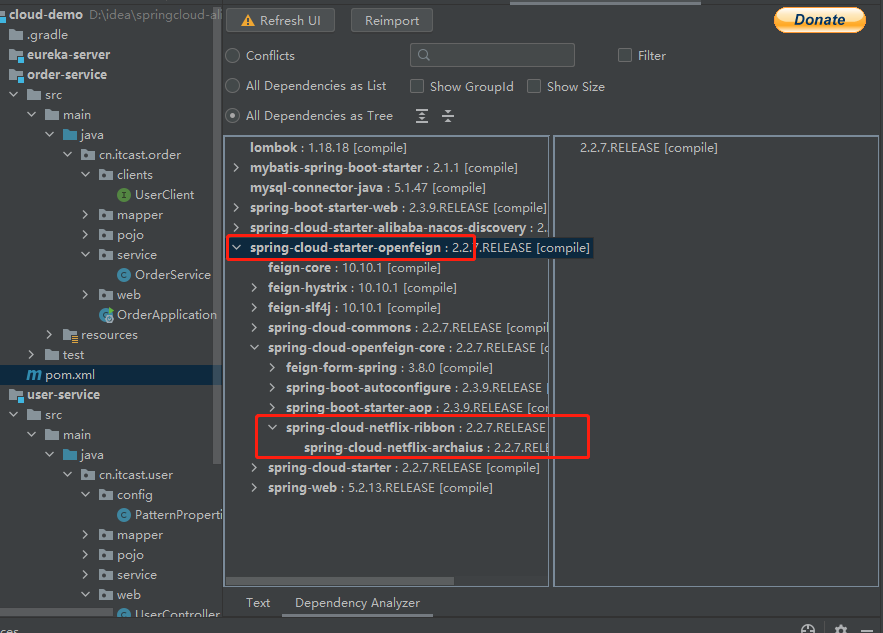 cloud-demo D:\idea\springcloud-ali
.gradle
eureka-server
order-service
src
main
java
cn.itcast.order
clients
UserClient
mapper
pojo
service
OrderService
web
OrderApplication
resources
test
pom.xml
user-service
src
main
java
cn.itcast.user
config
PatternProperti
mapper
pojo
service
web
UserController
Refresh UI
Reimport
Donate
Conflicts
Filter
All Dependencies as List
Show GroupId
Show Size
All Dependencies as Tree
lombok : 1.18.18 [compile]
mybatis-spring-boot-starter : 2.1.1 [compile]
mysql-connector-java : 5.1.47 [compile]
spring-boot-starter-web : 2.3.9.RELEASE [compile]
spring-cloud-starter-alibaba-nacos-discovery : 2.
spring-cloud-starter-openfeign : 2.2.7.RELEASE [compile]
feign-core : 10.10.1 [compile]
feign-hystrix : 10.10.1 [compile]
feign-slf4j : 10.10.1 [compile]
spring-cloud-commons : 2.2.7.RELEASE [compil
spring-cloud-openfeign-core : 2.2.7.RELEASE [c
feign-form-spring : 3.8.0 [compile]
spring-boot-autoconfigure : 2.3.9.RELEASE [
spring-boot-starter-aop : 2.3.9.RELEASE [con
spring-cloud-netflix-ribbon : 2.2.7.RELEASE
spring-cloud-netflix-archaius : 2.2.7.RELE
spring-cloud-starter : 2.2.7.RELEASE [compile]
spring-web : 5.2.13.RELEASE [compile]
2.2.7.RELEASE [compile]
Text
Dependency Analyzer